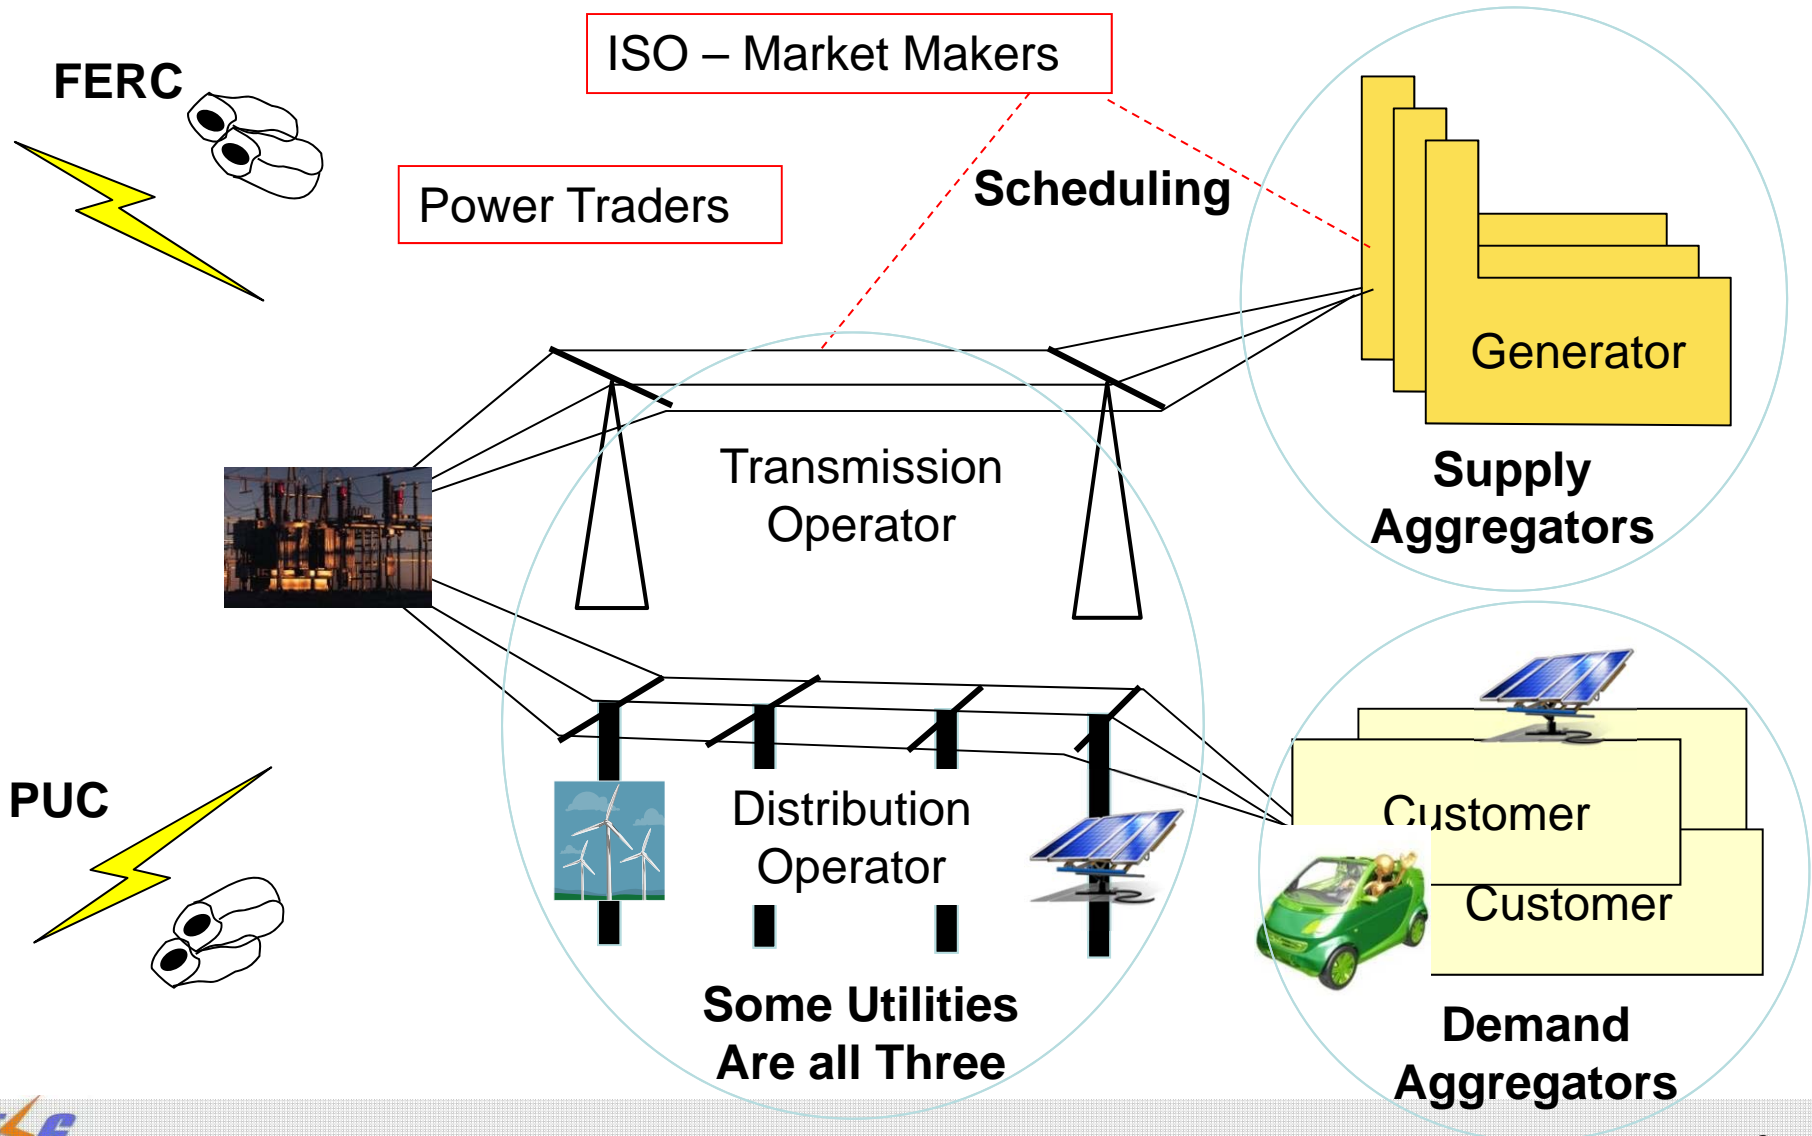 ISO – Market Makers
FERC
Power Traders
Scheduling
Generator
Transmission
Operator
Supply
Aggregators
PUC
Distribution
Operator
Customer
Customer
Some Utilities
Are all Three
Demand
Aggregators